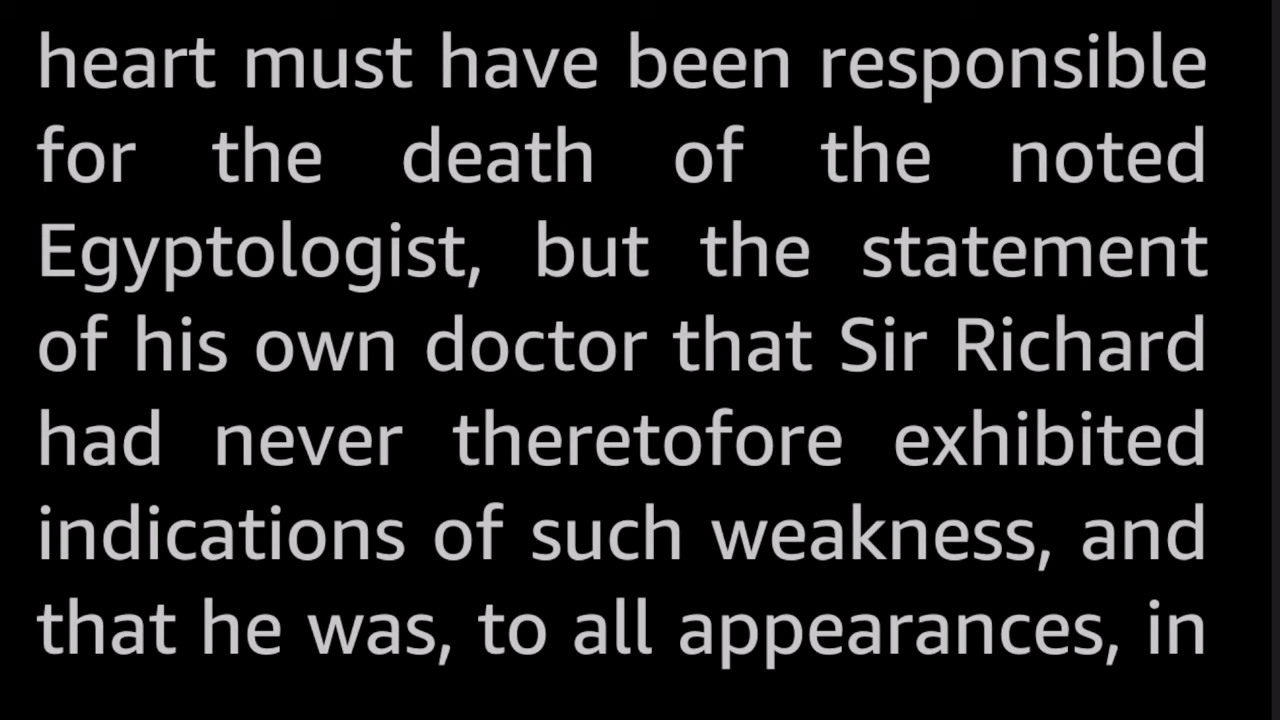 heart must have been responsible
for the death of the noted
Egyptologist, but the statement
of his own doctor that Sir Richard
had never theretofore exhibited
indications of such weakness, and
that he was, to all appearances, in